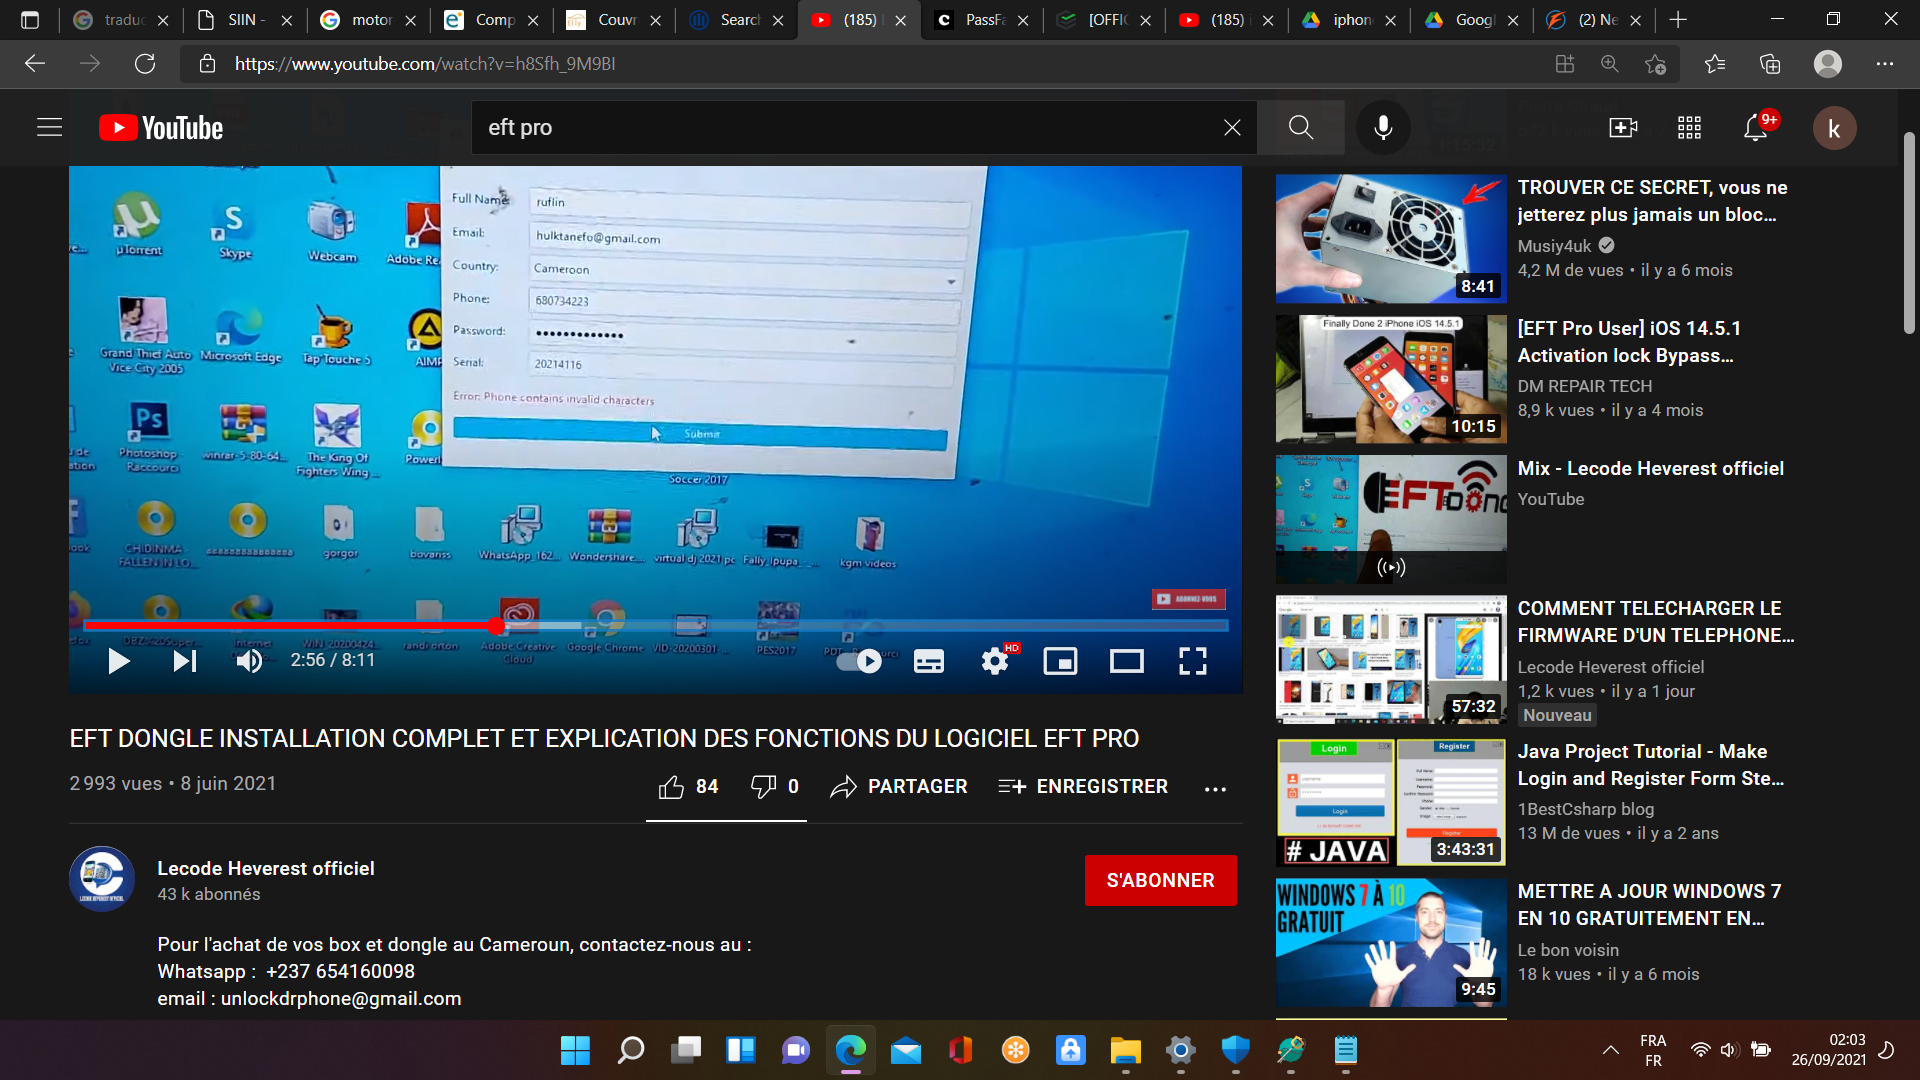 traduc
SIIN -
motor
Comp
Couvr
Search
(185)
PassFa
[OFFIC
(185)
iphon
Googl
(2) Ne
https://www.youtube.com/watch?v=h8Sfh_9M9BI
YouTube
eft pro
9+
k
Full Name
ruflin
Email:
hulktanefo@gmail.com
Country:
Cameroon
Phone:
680734223
Password:
Serial:
20214116
Error: Phone contains invalid characters
Submit
µTorrent
Skype
Webcam
Adobe Re
Grand Thief Auto
Vice City 2005
Microsoft Edge
Tap Touche 5
AIMP
Photoshop -
Raccourci
winrar-5-80-64...
The King Of
Fighters Wing ...
Power
Soccer 2017
CHIDINMA -
FALLEN IN LO...
gorgor
bovanss
WhatsApp_162...
Wondershare....
virtual dj 2021 pc
Fally_Ipupa_-_...
kgm videos
ABONNEZ-VOUS
Internet
randi orton
Adobe Creative
Cloud
Google Chrome
VID-20200301-...
PES2017
2:56 / 8:11
HD
EFT DONGLE INSTALLATION COMPLET ET EXPLICATION DES FONCTIONS DU LOGICIEL EFT PRO
2 993 vues • 8 juin 2021
84
0
PARTAGER
ENREGISTRER
Lecode Heverest officiel
43 k abonnés
S'ABONNER
Pour l'achat de vos box et dongle au Cameroun, contactez-nous au :
Whatsapp : +237 654160098
email : unlockdrphone@gmail.com
8:41
TROUVER CE SECRET, vous ne
jetterez plus jamais un bloc...
Musiy4uk
4,2 M de vues • il y a 6 mois
Finally Done 2 iPhone iOS 14.5.1
10:15
[EFT Pro User] iOS 14.5.1
Activation lock Bypass...
DM REPAIR TECH
8,9 k vues • il y a 4 mois
EFT Dong
Mix - Lecode Heverest officiel
YouTube
57:32
COMMENT TELECHARGER LE
FIRMWARE D'UN TELEPHONE...
Lecode Heverest officiel
1,2 k vues • il y a 1 jour
Nouveau
Login
Register
Login
Register
# JAVA
3:43:31
Java Project Tutorial - Make
Login and Register Form Ste...
1BestCsharp blog
13 M de vues • il y a 2 ans
WINDOWS 7 À 10
GRATUIT
9:45
METTRE A JOUR WINDOWS 7
EN 10 GRATUITEMENT EN...
Le bon voisin
18 k vues • il y a 6 mois
FRA
FR
02:03
26/09/2021